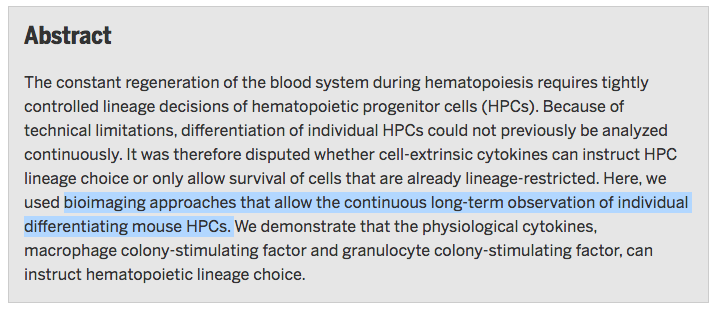 Abstract
The constant regeneration of the blood system during hematopoiesis requires tightly
controlled lineage decisions of hematopoietic progenitor cells (HPCs). Because of
technical limitations, differentiation of individual HPCs could not previously be analyzed
continuously. It was therefore disputed whether cell-extrinsic cytokines can instruct HPC
lineage choice or only allow survival of cells that are already lineage-restricted. Here, we
used bioimaging approaches that allow the continuous long-term observation of individual
differentiating mouse HPCs. We demonstrate that the physiological cytokines,
macrophage colony-stimulating factor and granulocyte colony-stimulating factor, can
instruct hematopoietic lineage choice.